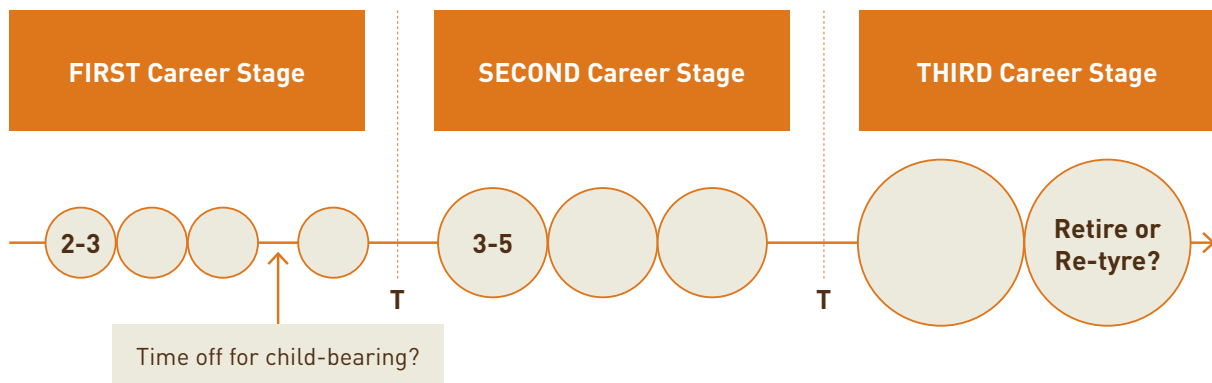 FIRST Career Stage
SECOND Career Stage
THIRD Career Stage
2-3
3-5
Retire or
Re-tyre?
T
T
Time off for child-bearing?